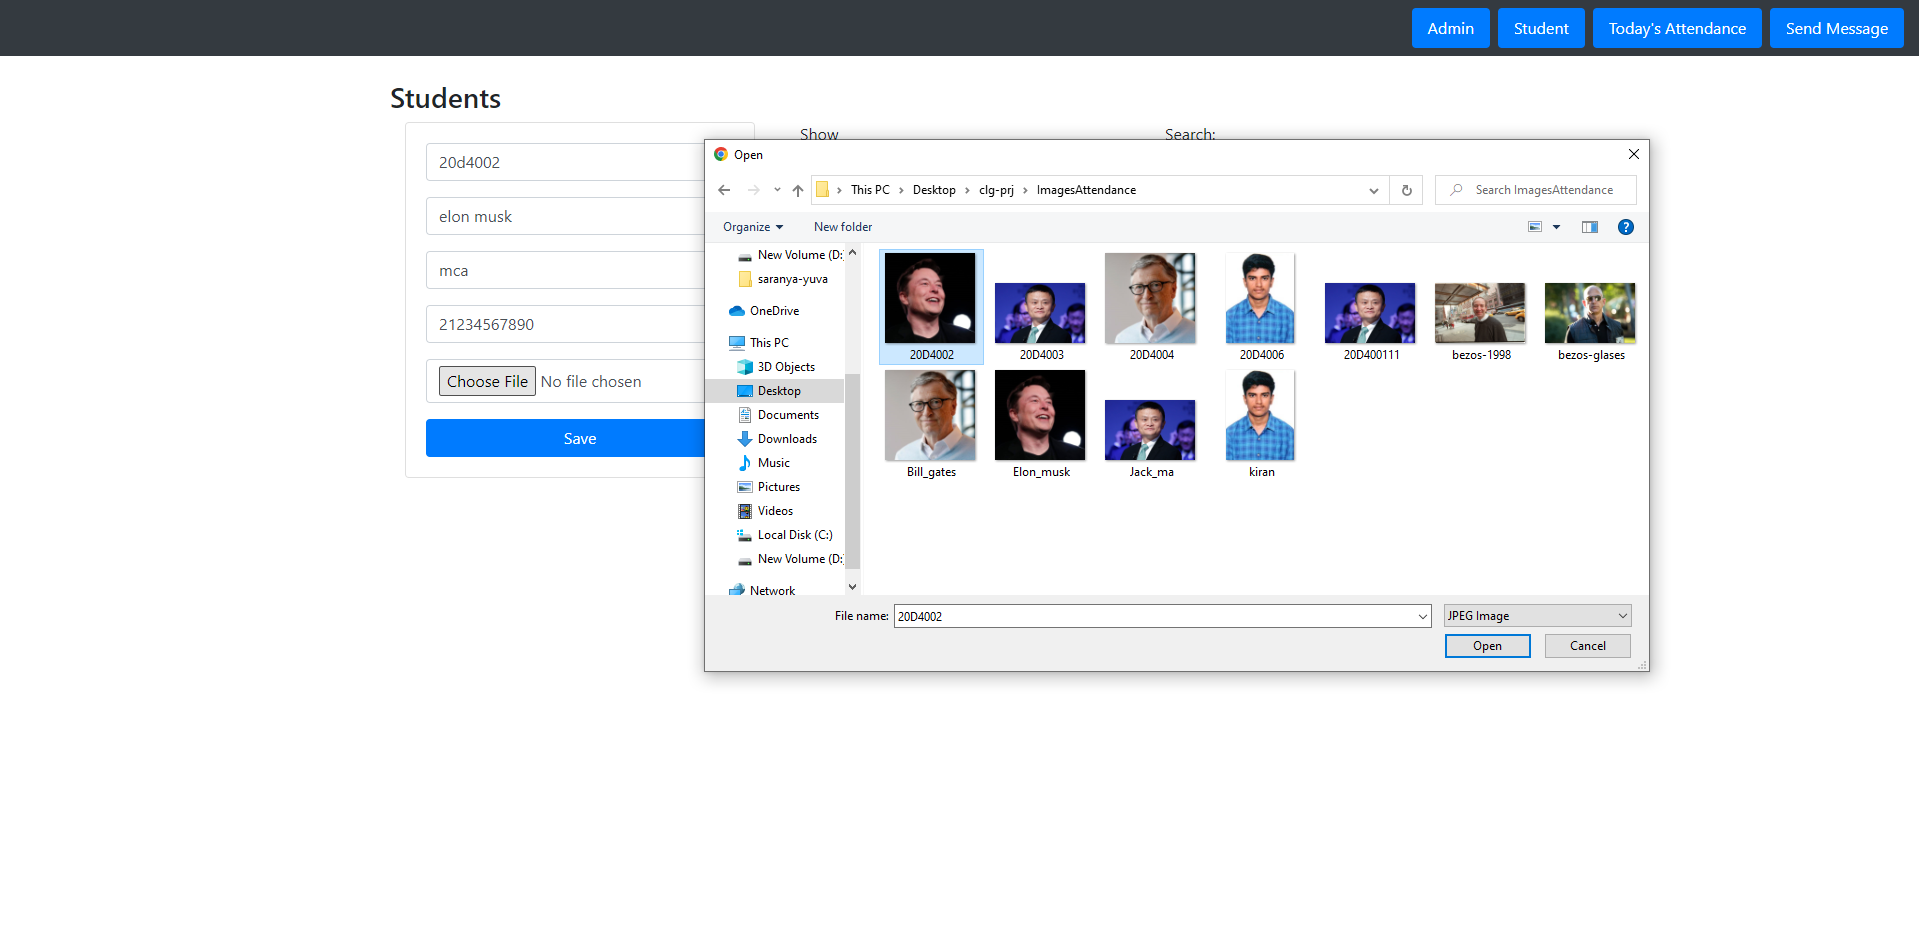 Admin Student Today's Attendance Send Message
Students
20d4002
elon musk
mca
21234567890
Choose File No file chosen
Save
Show Search:
Open
This PC Desktop clg-prj ImagesAttendance
Search ImagesAttendance
Organize New folder
New Volume (D:)
saranya-yuva
OneDrive
This PC
3D Objects
Desktop
Documents
Downloads
Music
Pictures
Videos
Local Disk (C:)
New Volume (D:)
Network
20D4002 20D4003 20D4004 20D4006 20D400111 bezos-1998 bezos-glases
Bill_gates Elon_musk Jack_ma kiran
File name: 20D4002 JPEG Image
Open Cancel